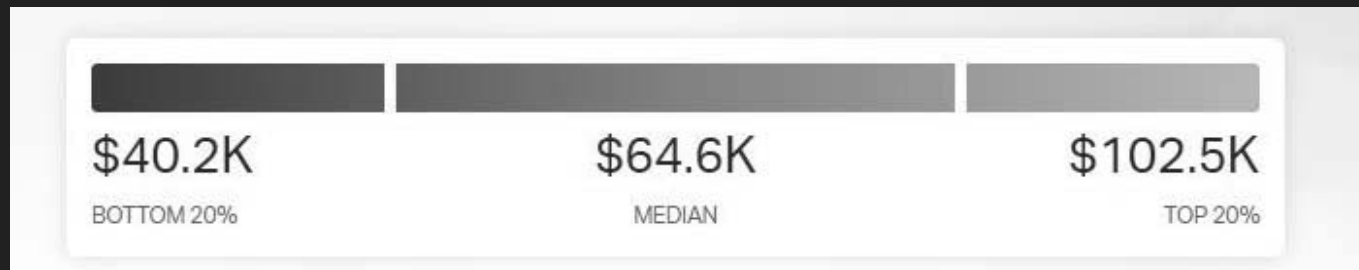 $40.2K $64.6K $102.5K
BOTTOM 20% MEDIAN TOP 20%